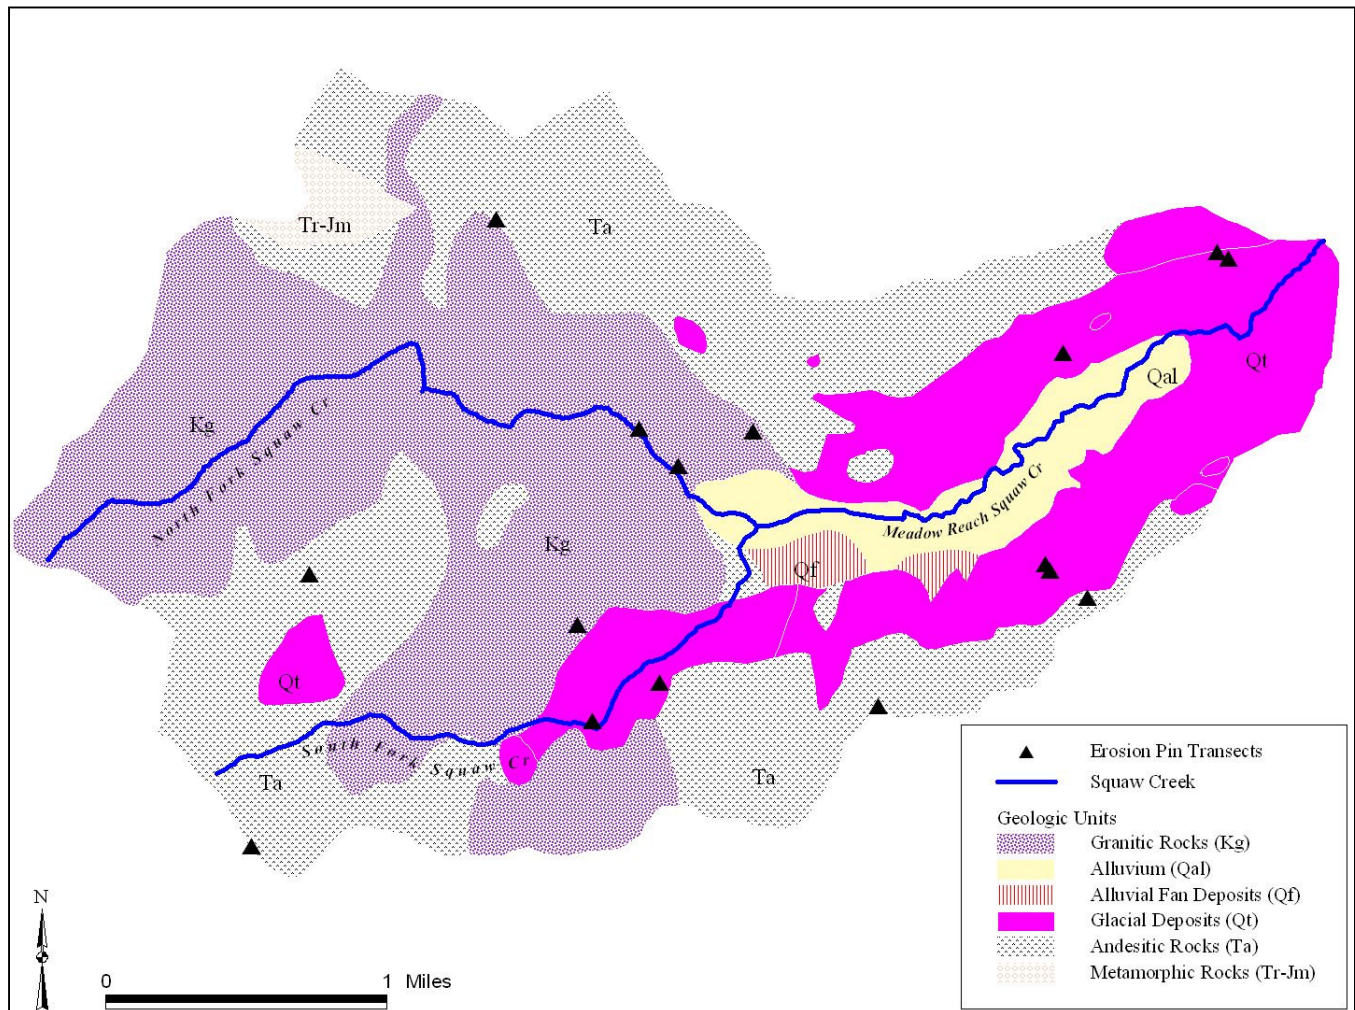 Ta
Tr-Jm
Qt
Qal
Kg
North Fork Squaw Cr
Kg
Meadow Reach Squaw Cr
Qf
Qt
South Fork Squaw Cr
Ta
Ta
Erosion Pin Transects
Squaw Creek
Geologic Units
Granitic Rocks (Kg)
Alluvium (Qal)
Alluvial Fan Deposits (Qf)
Glacial Deposits (Qt)
Andesitic Rocks (Ta)
Metamorphic Rocks (Tr-Jm)
N
0 1 Miles